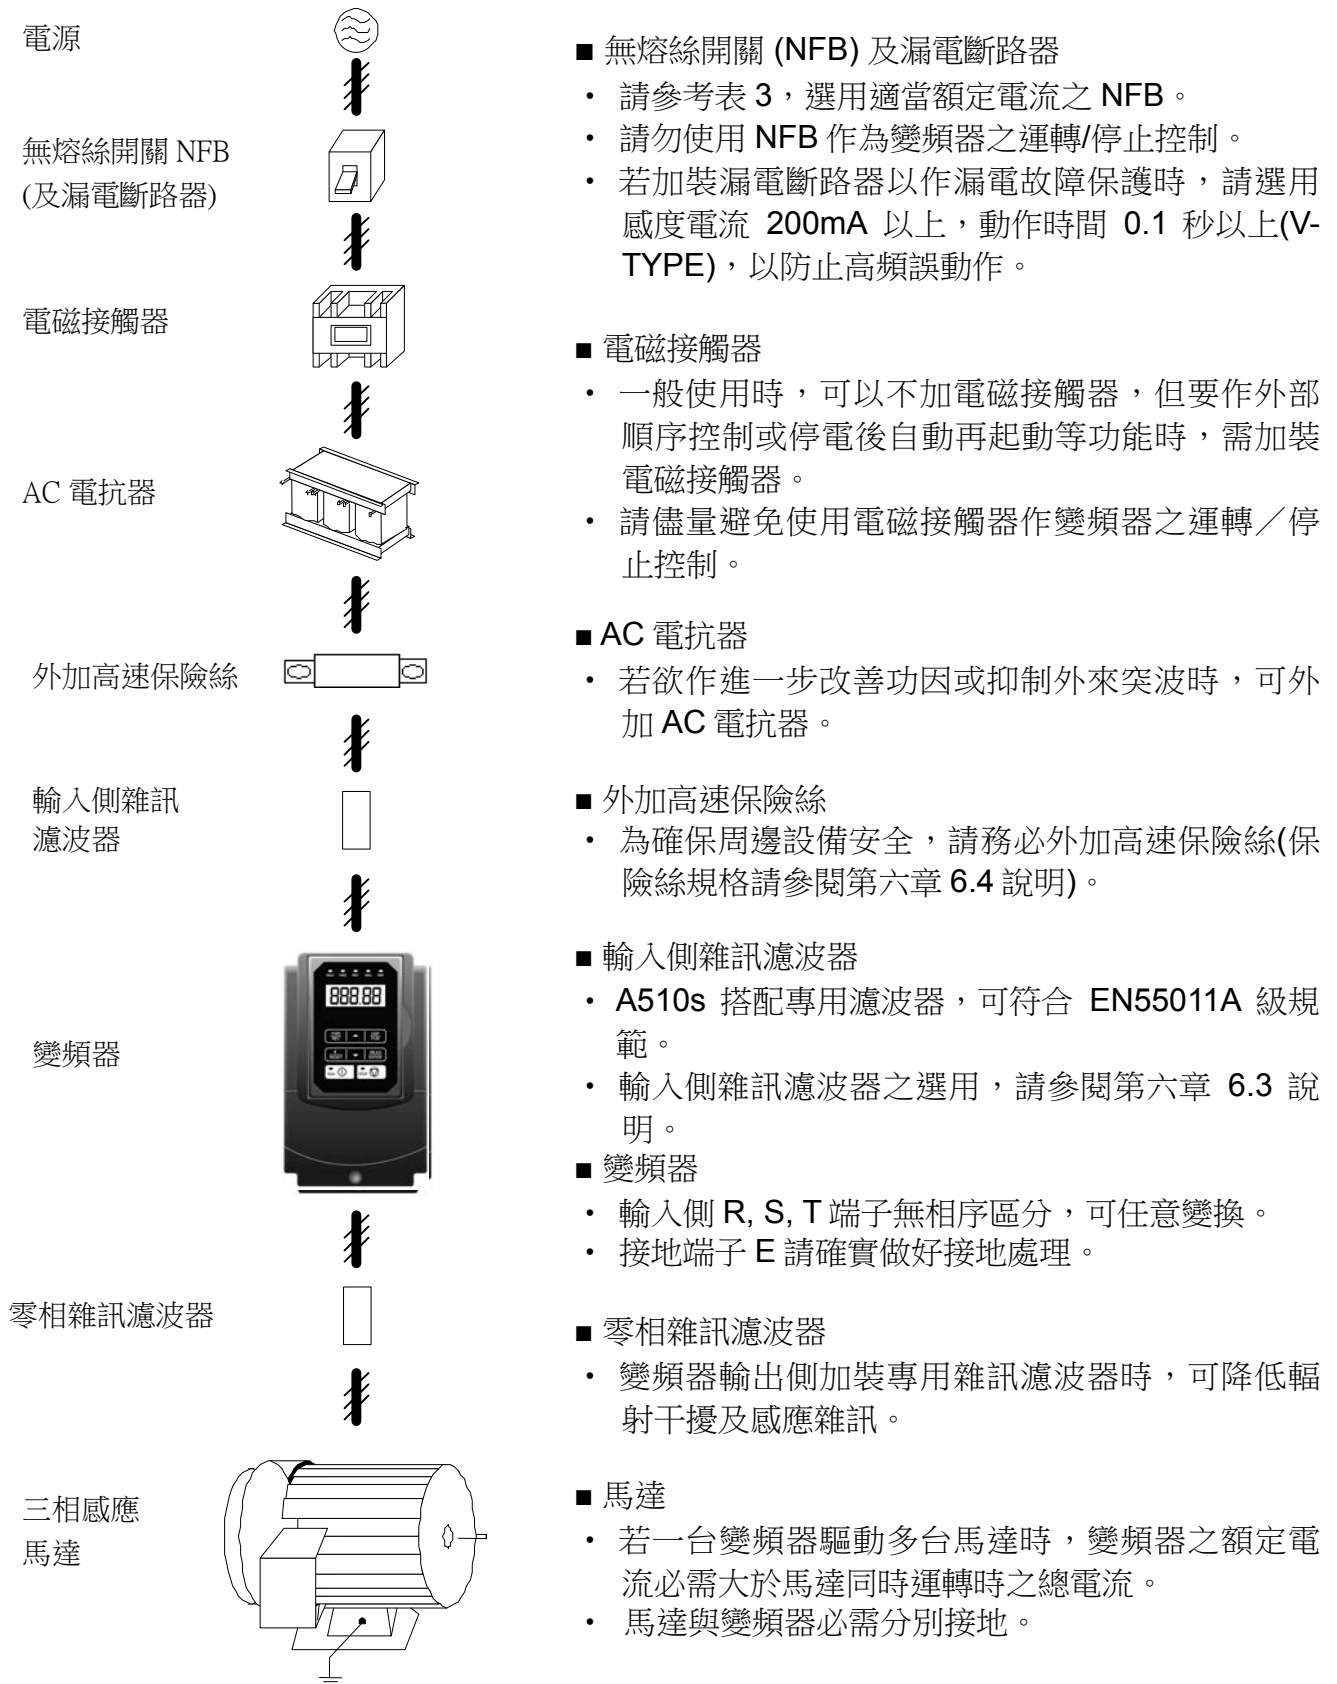 電源
無熔絲開關 NFB
(及漏電斷路器)
電磁接觸器
AC 電抗器
外加高速保險絲
輸入側雜訊
濾波器
變頻器
888.88
零相雜訊濾波器
三相感應
馬達
■ 無熔絲開關 (NFB) 及漏電斷路器
· 請參考表 3，選用適當額定電流之 NFB。
· 請勿使用 NFB 作為變頻器之運轉/停止控制。
· 若加裝漏電斷路器以作漏電故障保護時，請選用
感度電流 200mA 以上，動作時間 0.1 秒以上(V-
TYPE)，以防止高頻誤動作。
■ 電磁接觸器
· 一般使用時，可以不加電磁接觸器，但要作外部
順序控制或停電後自動再起動等功能時，需加裝
電磁接觸器。
· 請儘量避免使用電磁接觸器作變頻器之運轉／停
止控制。
■ AC 電抗器
· 若欲作進一步改善功因或抑制外來突波時，可外
加 AC 電抗器。
■ 外加高速保險絲
· 為確保周邊設備安全，請務必外加高速保險絲(保
險絲規格請參閱第六章 6.4 說明)。
■ 輸入側雜訊濾波器
· A510s 搭配專用濾波器，可符合 EN55011A 級規
範。
· 輸入側雜訊濾波器之選用，請參閱第六章 6.3 說
明。
■ 變頻器
· 輸入側 R, S, T 端子無相序區分，可任意變換。
· 接地端子 E 請確實做好接地處理。
■ 零相雜訊濾波器
· 變頻器輸出側加裝專用雜訊濾波器時，可降低輻
射干擾及感應雜訊。
■ 馬達
· 若一台變頻器驅動多台馬達時，變頻器之額定電
流必需大於馬達同時運轉時之總電流。
· 馬達與變頻器必需分別接地。